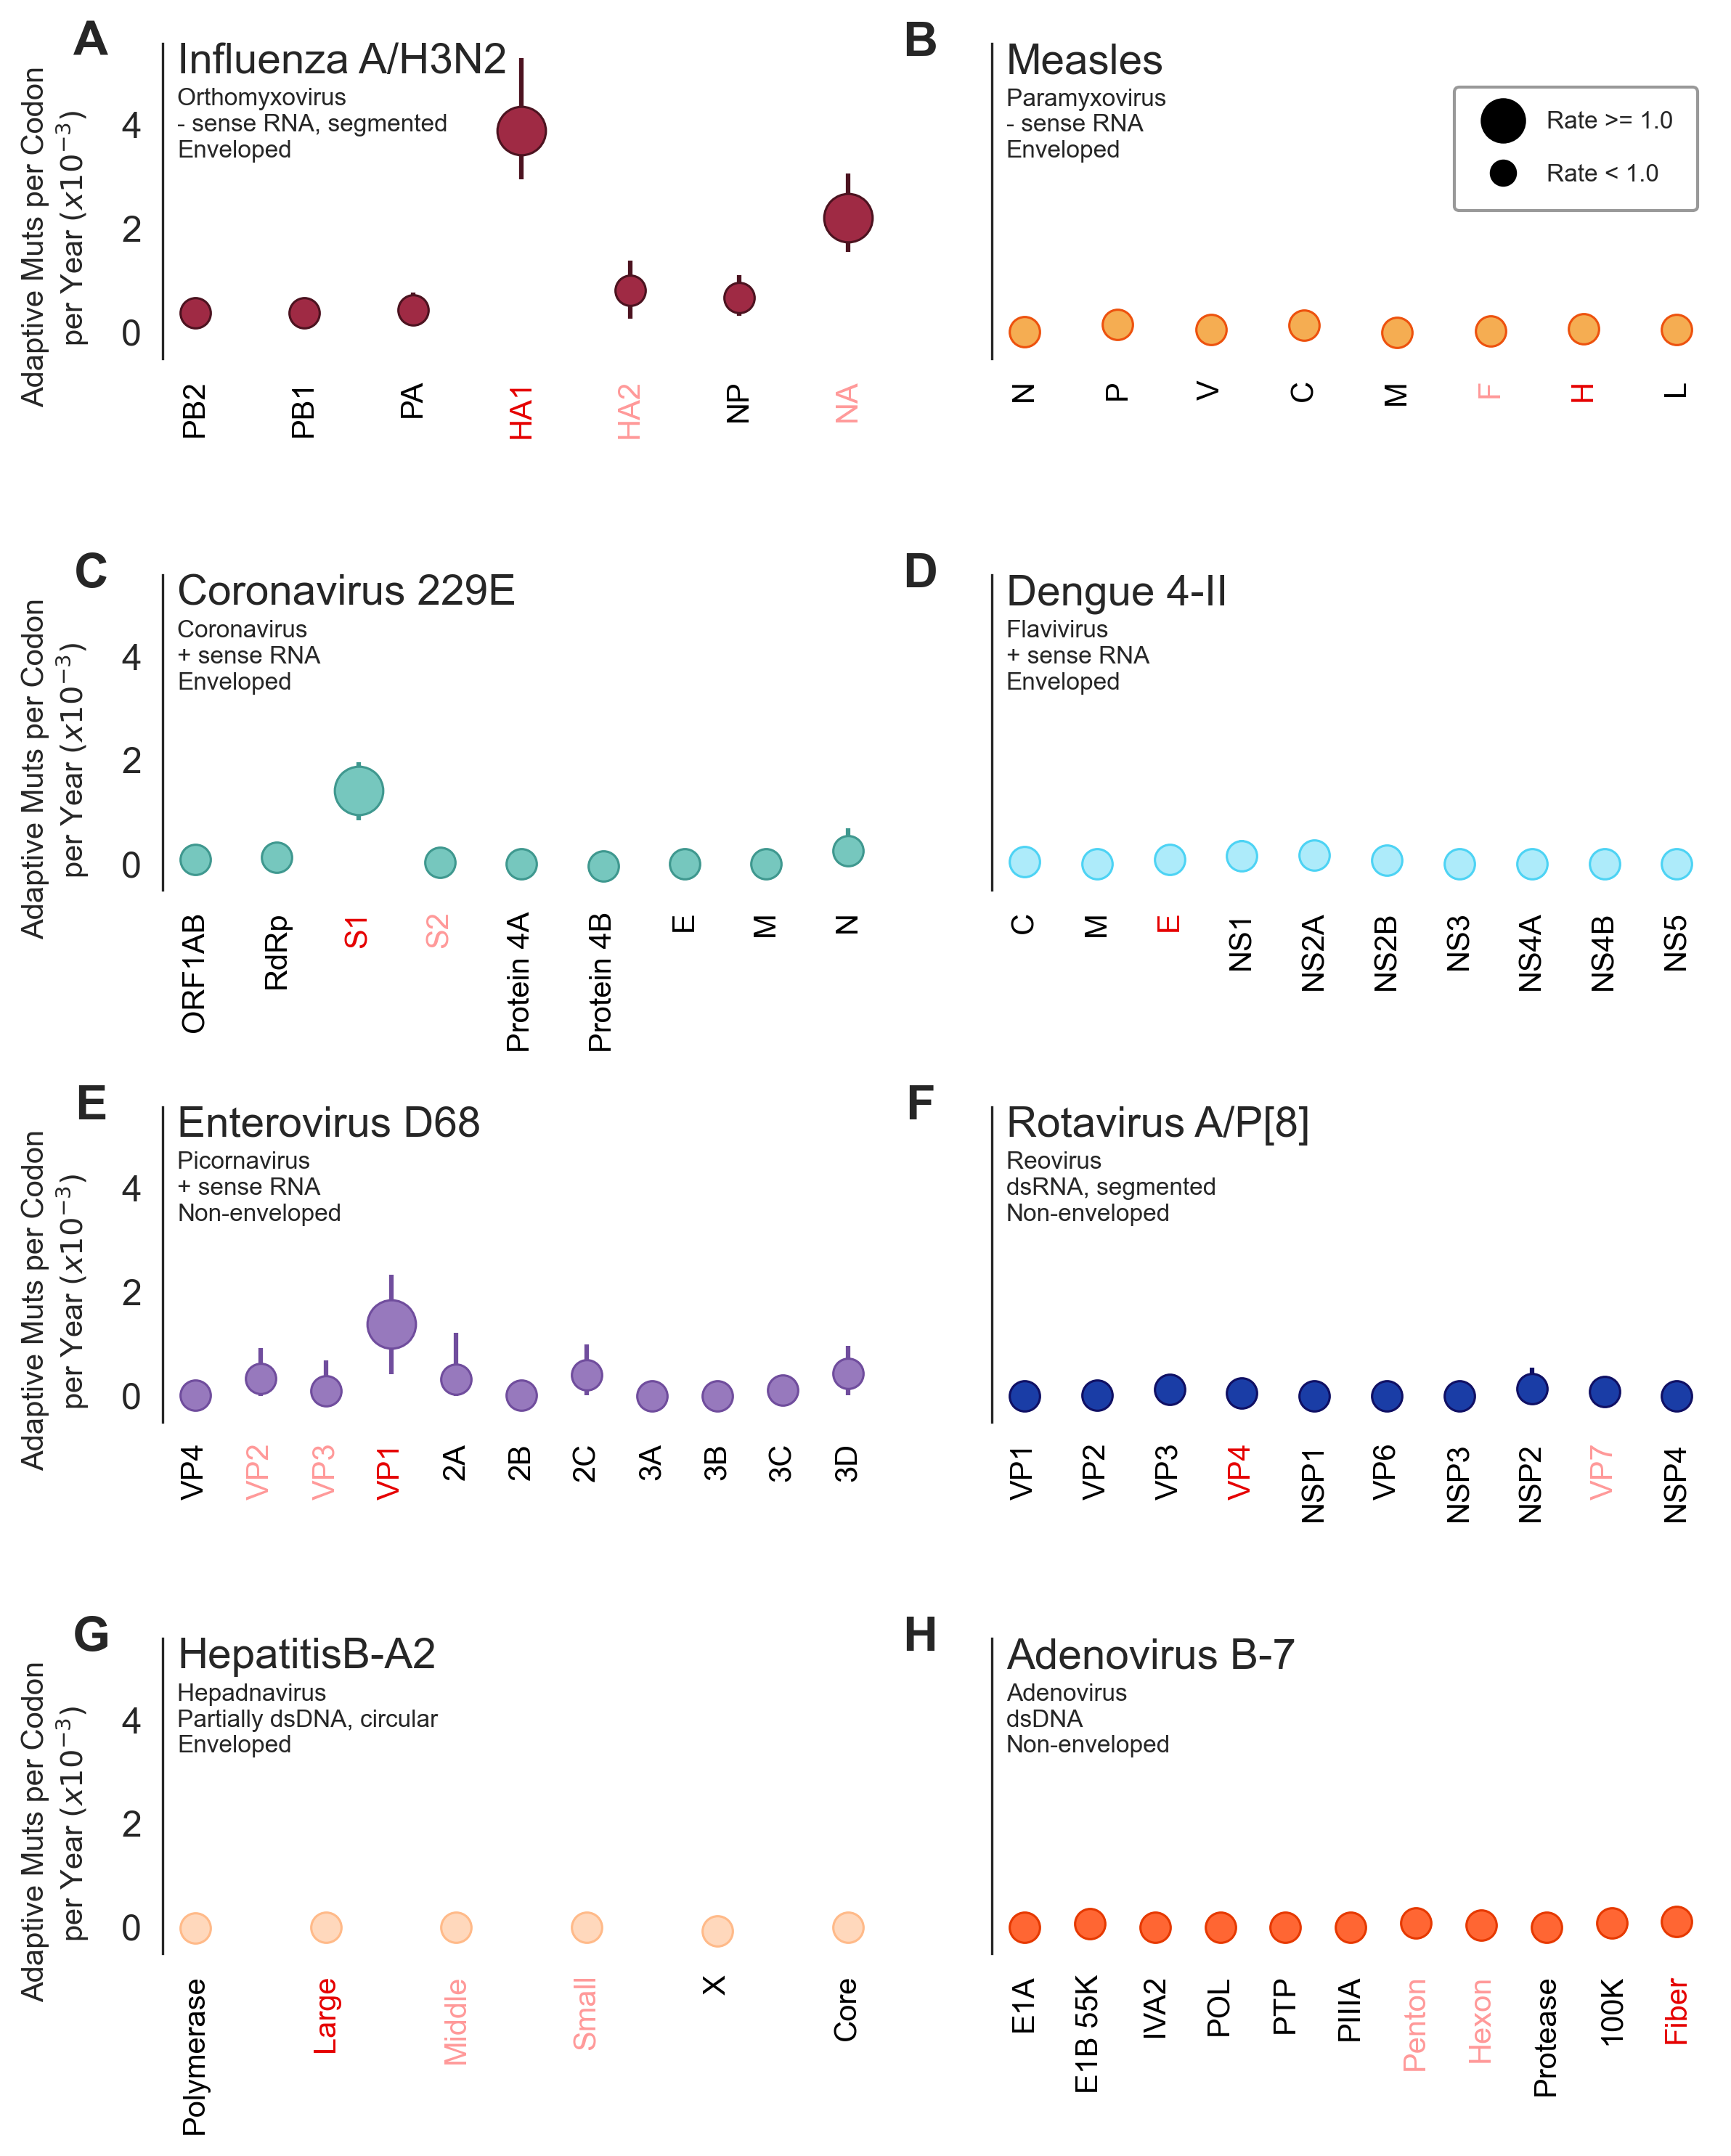 A
Influenza A/H3N2
Orthomyxovirus
- sense RNA, segmented
Enveloped
Adaptive Muts per Codon
per Year (x10⁻³)
4
2
0
PB2
PB1
PA
HA1
HA2
NP
NA
B
Measles
Paramyxovirus
- sense RNA
Enveloped
Rate >= 1.0
Rate < 1.0
N
P
V
C
M
F
H
L
C
Coronavirus 229E
Coronavirus
+ sense RNA
Enveloped
Adaptive Muts per Codon
per Year (x10⁻³)
4
2
0
ORF1AB
RdRp
S1
S2
Protein 4A
Protein 4B
E
M
N
D
Dengue 4-II
Flavivirus
+ sense RNA
Enveloped
C
M
E
NS1
NS2A
NS2B
NS3
NS4A
NS4B
NS5
E
Enterovirus D68
Picornavirus
+ sense RNA
Non-enveloped
Adaptive Muts per Codon
per Year (x10⁻³)
4
2
0
VP4
VP2
VP3
VP1
2A
2B
2C
3A
3B
3C
3D
F
Rotavirus A/P[8]
Reovirus
dsRNA, segmented
Non-enveloped
VP1
VP2
VP3
VP4
NSP1
VP6
NSP3
NSP2
VP7
NSP4
G
HepatitisB-A2
Hepadnavirus
Partially dsDNA, circular
Enveloped
Adaptive Muts per Codon
per Year (x10⁻³)
4
2
0
Polymerase
Large
Middle
Small
X
Core
H
Adenovirus B-7
Adenovirus
dsDNA
Non-enveloped
E1A
E1B 55K
IVA2
POL
PTP
PIIIA
Penton
Hexon
Protease
100K
Fiber